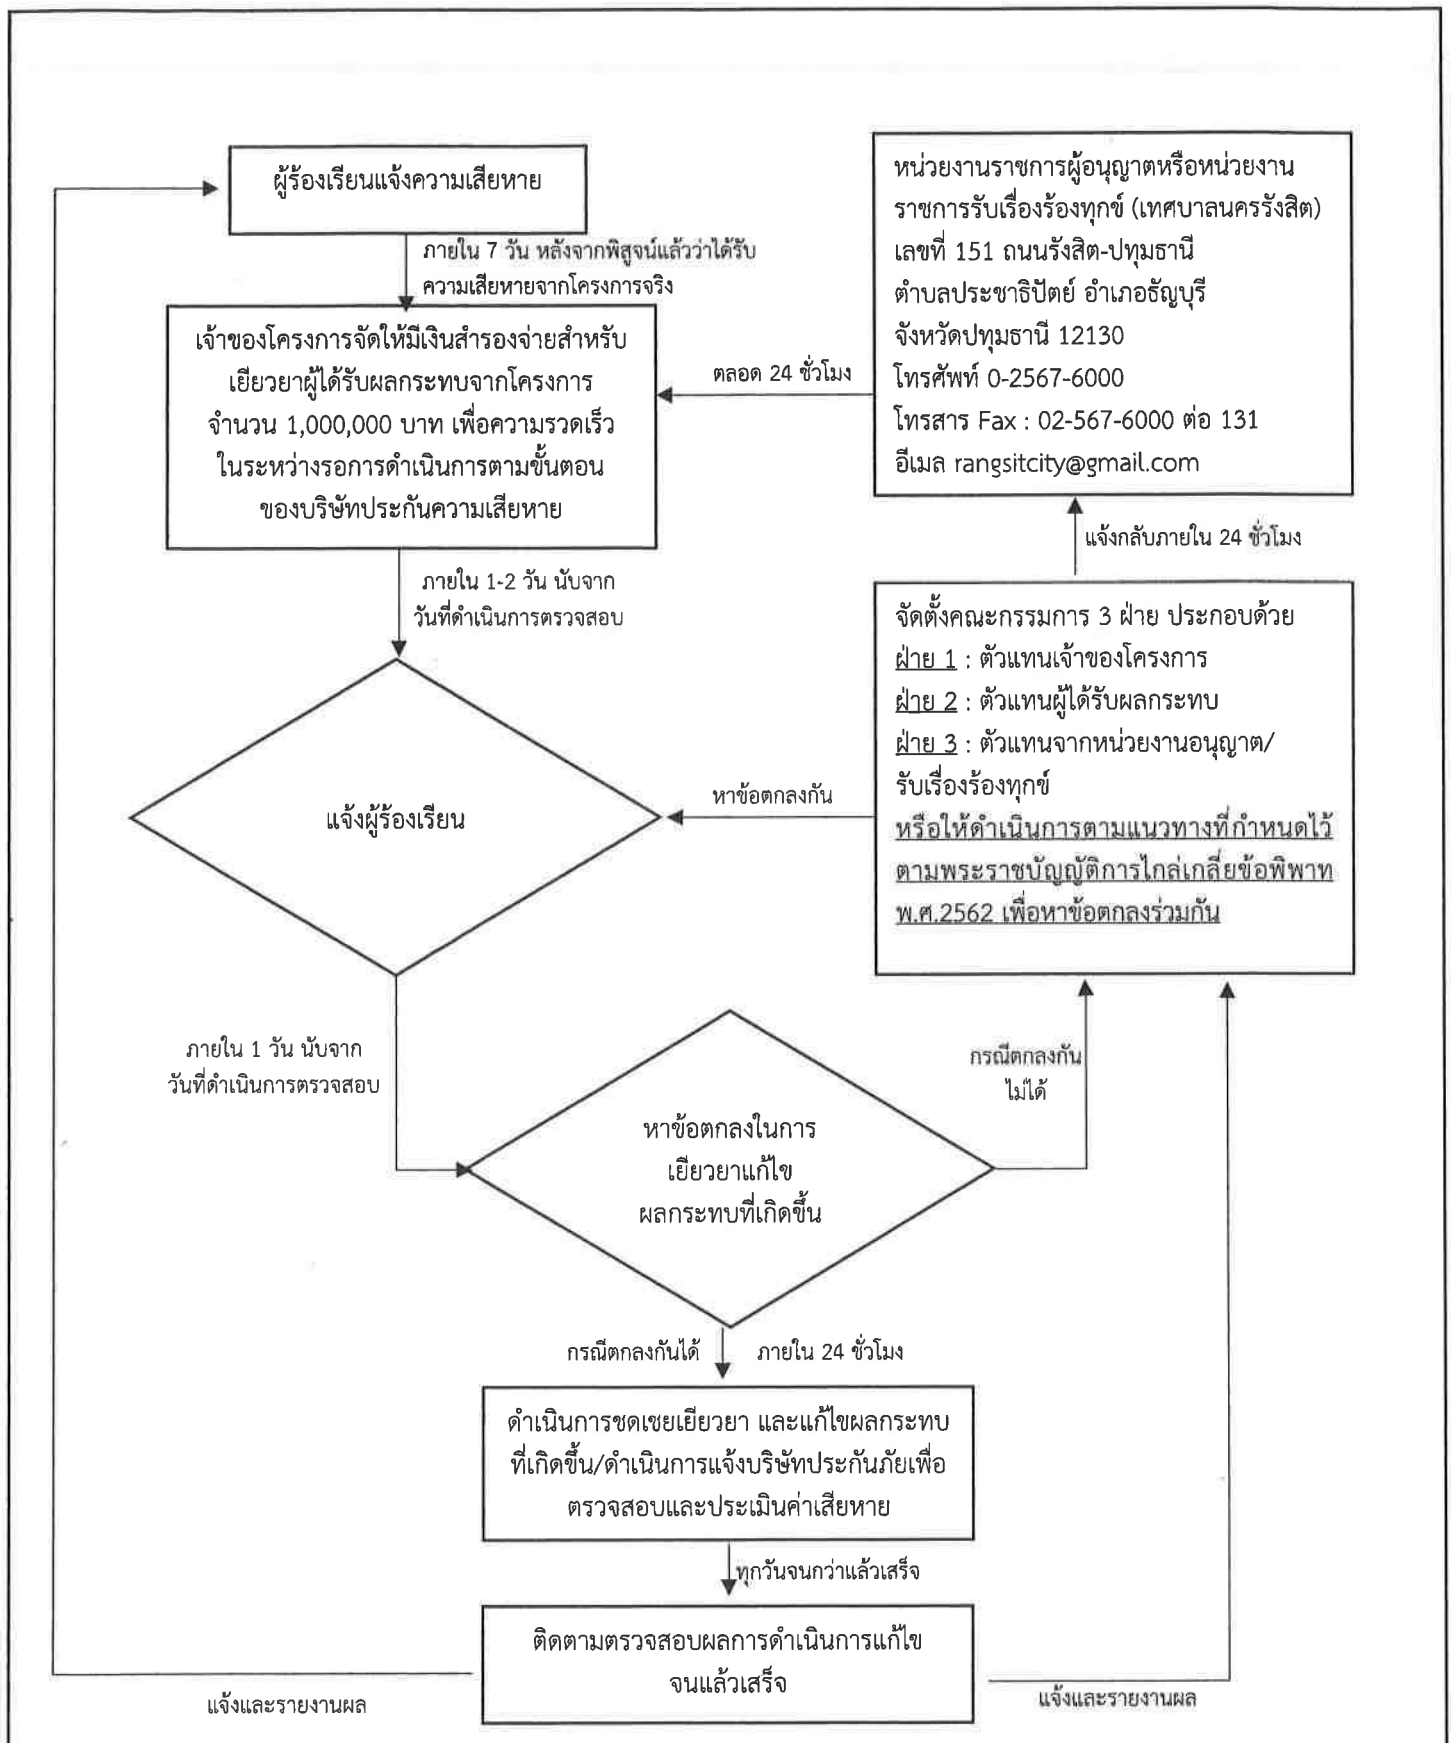 ผู้ร้องเรียนแจ้งความเสียหาย
ภายใน 7 วัน หลังจากพิสูจน์แล้วว่าได้รับ
ความเสียหายจากโครงการจริง
เจ้าของโครงการจัดให้มีเงินสำรองจ่ายสำหรับ
เยียวยาผู้ได้รับผลกระทบจากโครงการ
จำนวน 1,000,000 บาท เพื่อความรวดเร็ว
ในระหว่างรอการดำเนินการตามขั้นตอน
ของบริษัทประกันความเสียหาย
ตลอด 24 ชั่วโมง
หน่วยงานราชการผู้อนุญาตหรือหน่วยงาน
ราชการรับเรื่องร้องทุกข์ (เทศบาลนครรังสิต)
เลขที่ 151 ถนนรังสิต-ปทุมธานี
ตำบลประชาธิปัตย์ อำเภอธัญบุรี
จังหวัดปทุมธานี 12130
โทรศัพท์ 0-2567-6000
โทรสาร Fax : 02-567-6000 ต่อ 131
อีเมล rangsitcity@gmail.com
แจ้งกลับภายใน 24 ชั่วโมง
ภายใน 1-2 วัน นับจาก
วันที่ดำเนินการตรวจสอบ
จัดตั้งคณะกรรมการ 3 ฝ่าย ประกอบด้วย
ฝ่าย 1 : ตัวแทนเจ้าของโครงการ
ฝ่าย 2 : ตัวแทนผู้ได้รับผลกระทบ
ฝ่าย 3 : ตัวแทนจากหน่วยงานอนุญาต/
รับเรื่องร้องทุกข์
หรือให้ดำเนินการตามแนวทางที่กำหนดไว้
ตามพระราชบัญญัติการไกล่เกลี่ยข้อพิพาท
พ.ศ.2562 เพื่อหาข้อตกลงร่วมกัน
หาข้อตกลงกัน
แจ้งผู้ร้องเรียน
ภายใน 1 วัน นับจาก
วันที่ดำเนินการตรวจสอบ
กรณีตกลงกัน
ไม่ได้
หาข้อตกลงในการ
เยียวยาแก้ไข
ผลกระทบที่เกิดขึ้น
กรณีตกลงกันได้
ภายใน 24 ชั่วโมง
ดำเนินการชดเชยเยียวยา และแก้ไขผลกระทบ
ที่เกิดขึ้น/ดำเนินการแจ้งบริษัทประกันภัยเพื่อ
ตรวจสอบและประเมินค่าเสียหาย
ทุกวันจนกว่าแล้วเสร็จ
ติดตามตรวจสอบผลการดำเนินการแก้ไข
จนแล้วเสร็จ
แจ้งและรายงานผล
แจ้งและรายงานผล